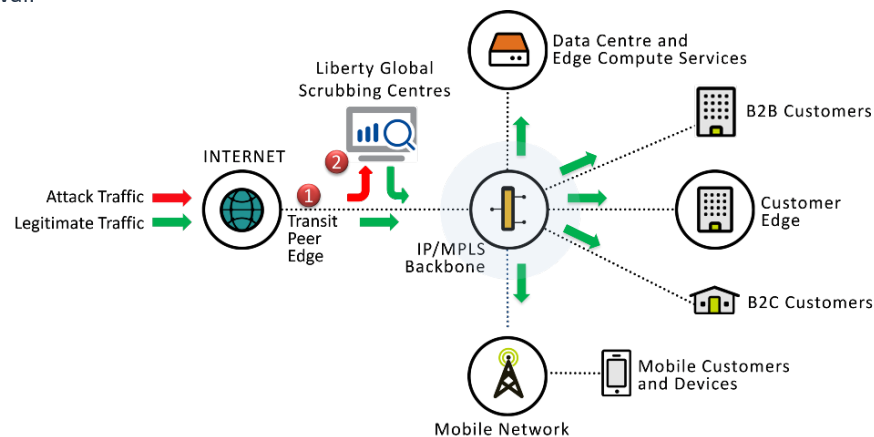 Data Centre and
Edge Compute Services
Liberty Global
Scrubbing Centres
B2B Customers
INTERNET
2
1
Attack Traffic
Legitimate Traffic
Transit
Peer
Edge
IP/MPLS
Backbone
Customer
Edge
B2C Customers
Mobile Customers
and Devices
Mobile Network